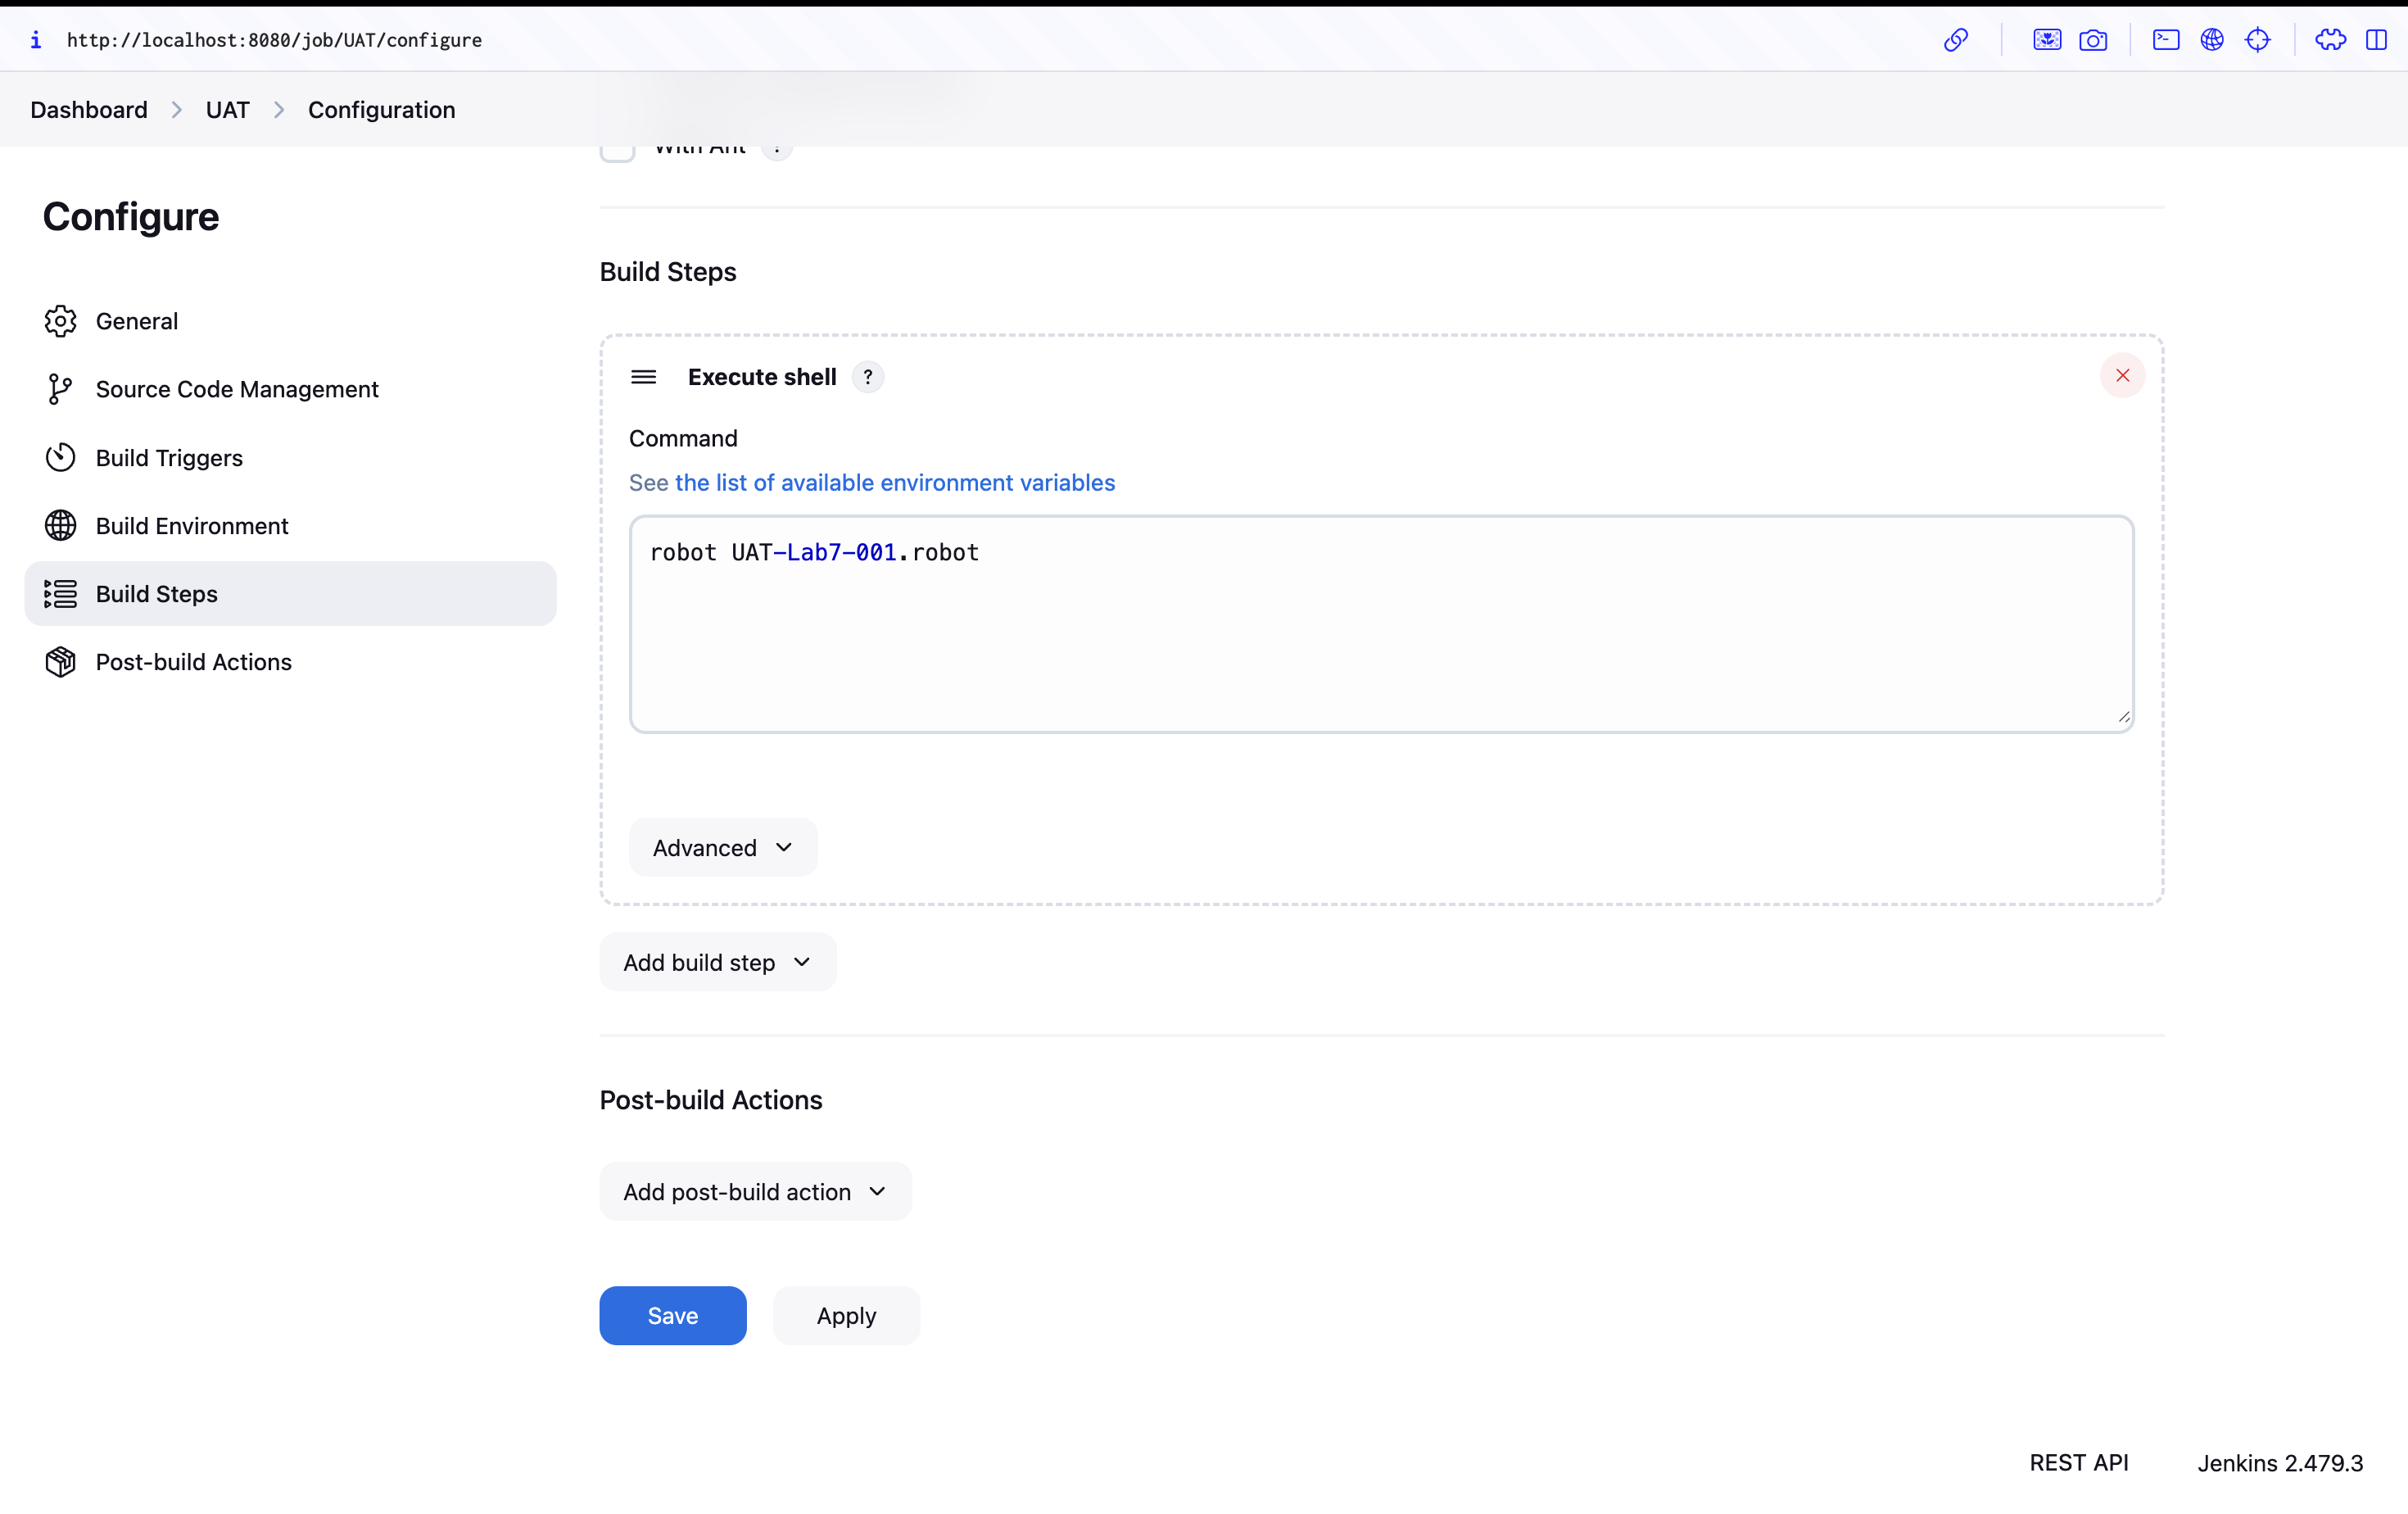 http://localhost:8080/job/UAT/configure
Dashboard > UAT > Configuration
With Ant ?
Configure
General
Source Code Management
Build Triggers
Build Environment
Build Steps
Post-build Actions
Build Steps
Execute shell ?
Command
See the list of available environment variables
robot UAT-Lab7-001.robot
Advanced
Add build step
Post-build Actions
Add post-build action
Save Apply
REST API Jenkins 2.479.3